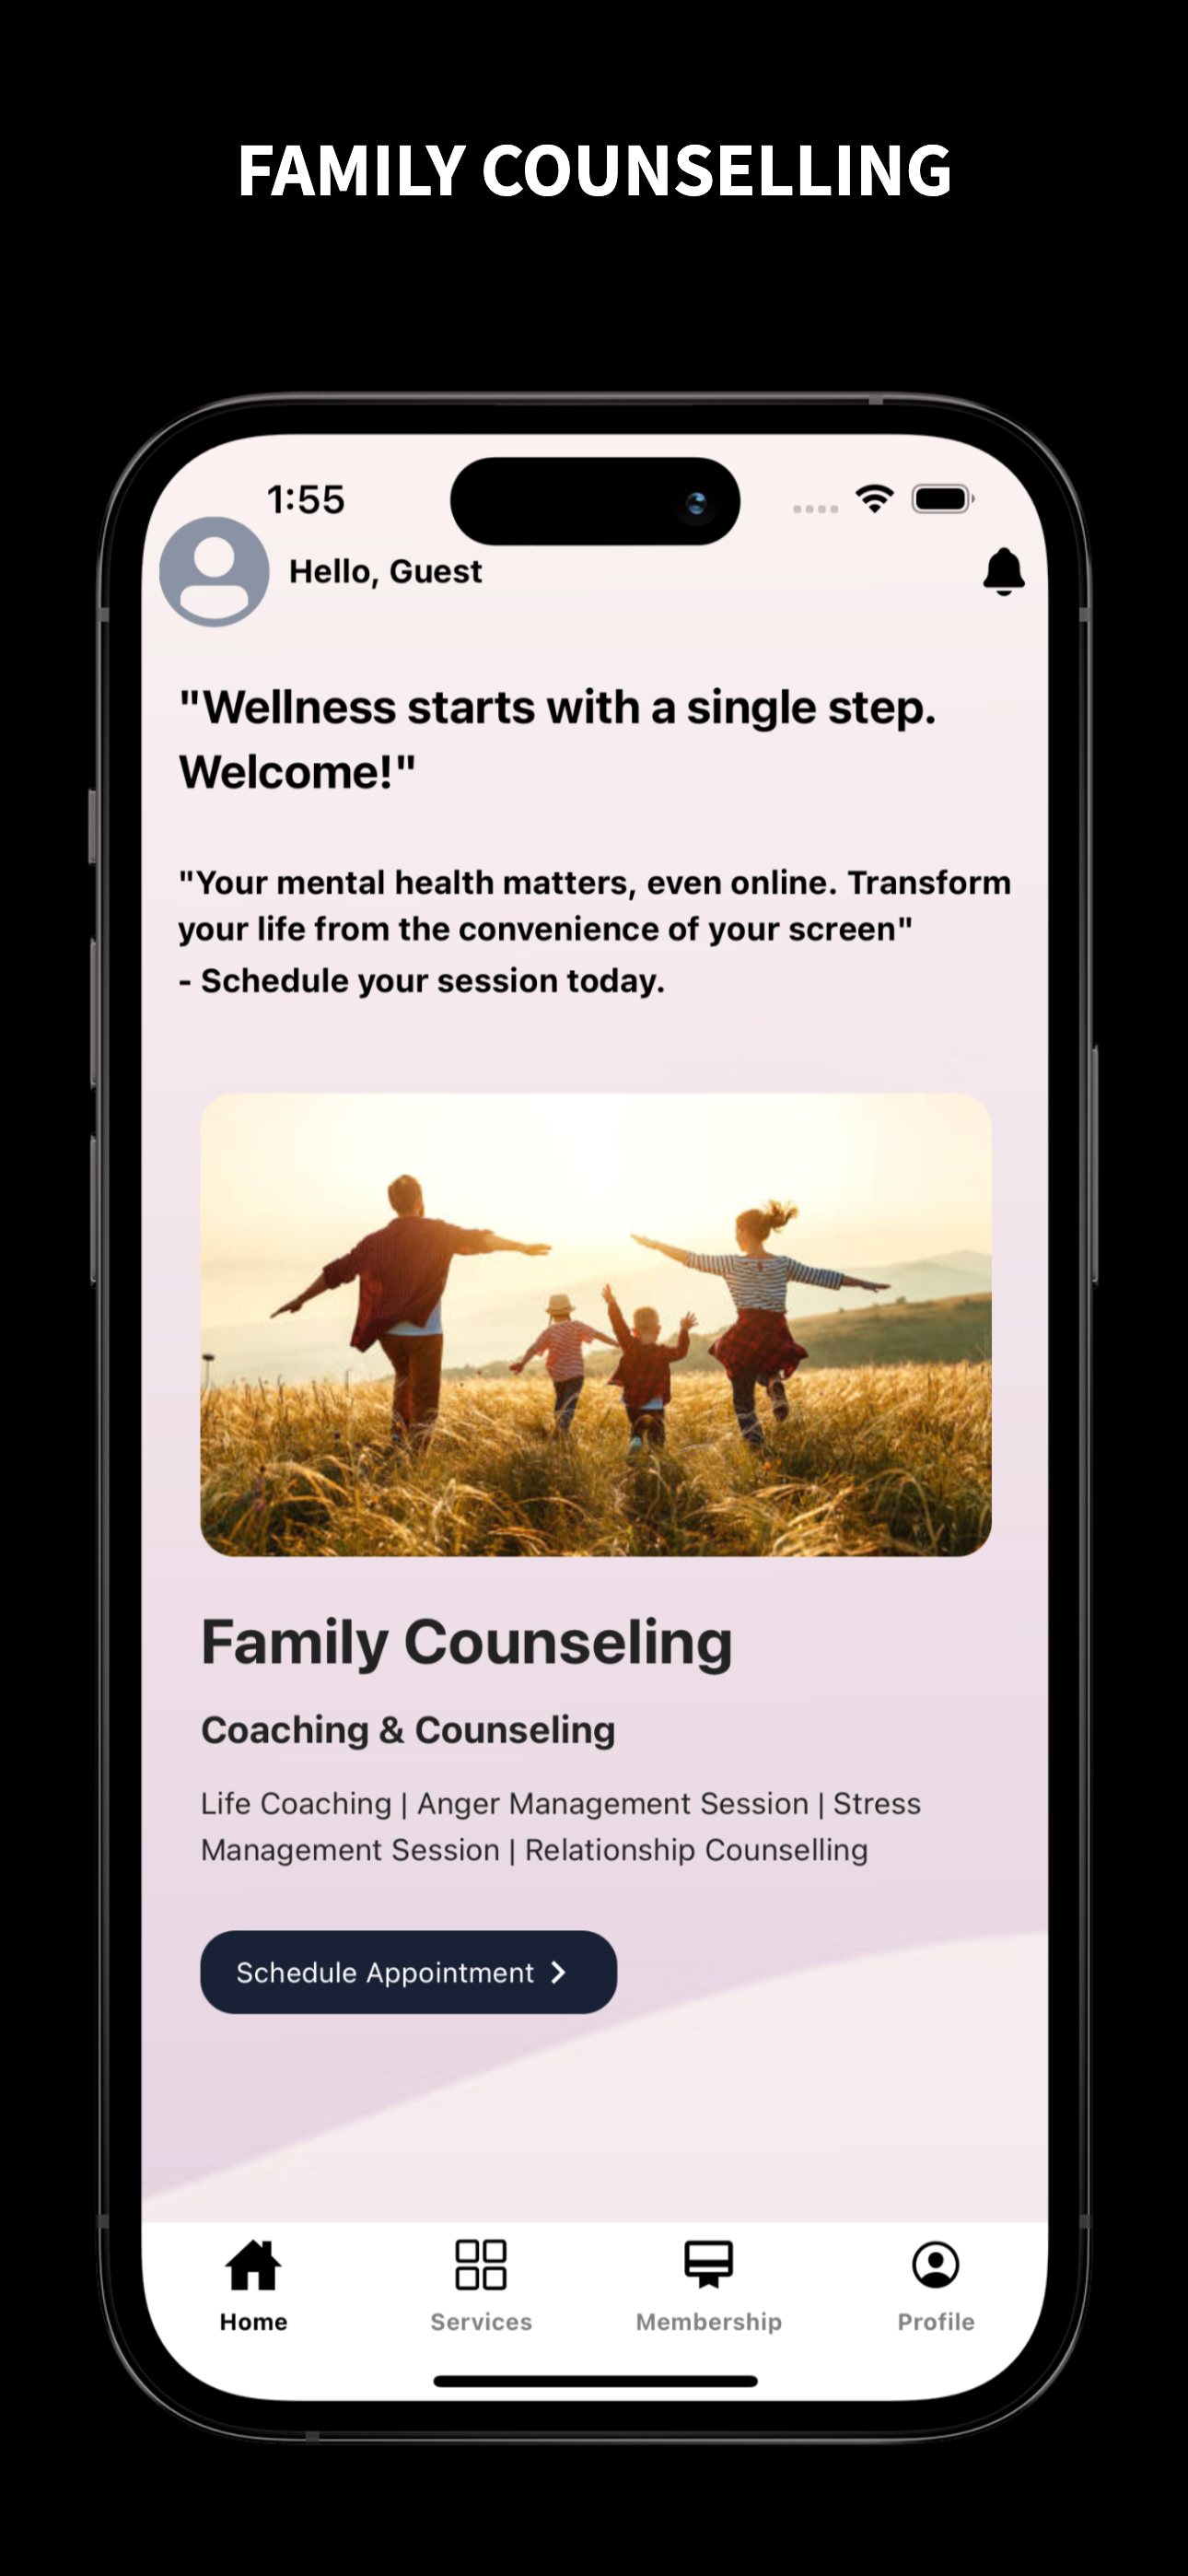 FAMILY COUNSELLING
1:55
Hello, Guest
"Wellness starts with a single step.
Welcome!"
"Your mental health matters, even online. Transform
your life from the convenience of your screen"
- Schedule your session today.
Family Counseling
Coaching & Counseling
Life Coaching | Anger Management Session | Stress
Management Session | Relationship Counselling
Schedule Appointment
Home
Services
Membership
Profile